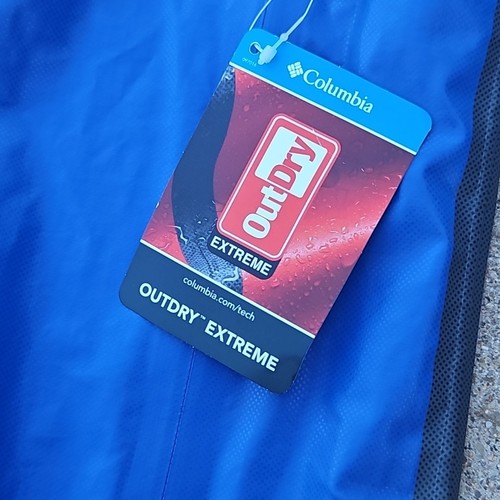 Columbia
OutDry
EXTREME
columbia.com/tech
OUTDRY™ EXTREME